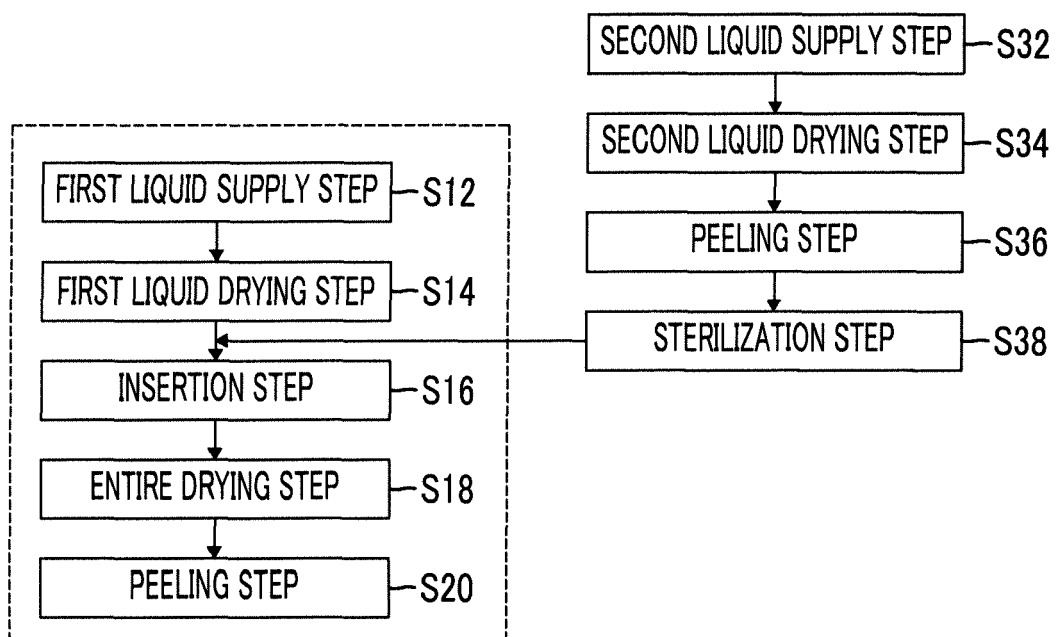 SECOND LIQUID SUPPLY STEP S32
SECOND LIQUID DRYING STEP S34
PEELING STEP S36
STERILIZATION STEP S38
FIRST LIQUID SUPPLY STEP S12
FIRST LIQUID DRYING STEP S14
INSERTION STEP S16
ENTIRE DRYING STEP S18
PEELING STEP S20